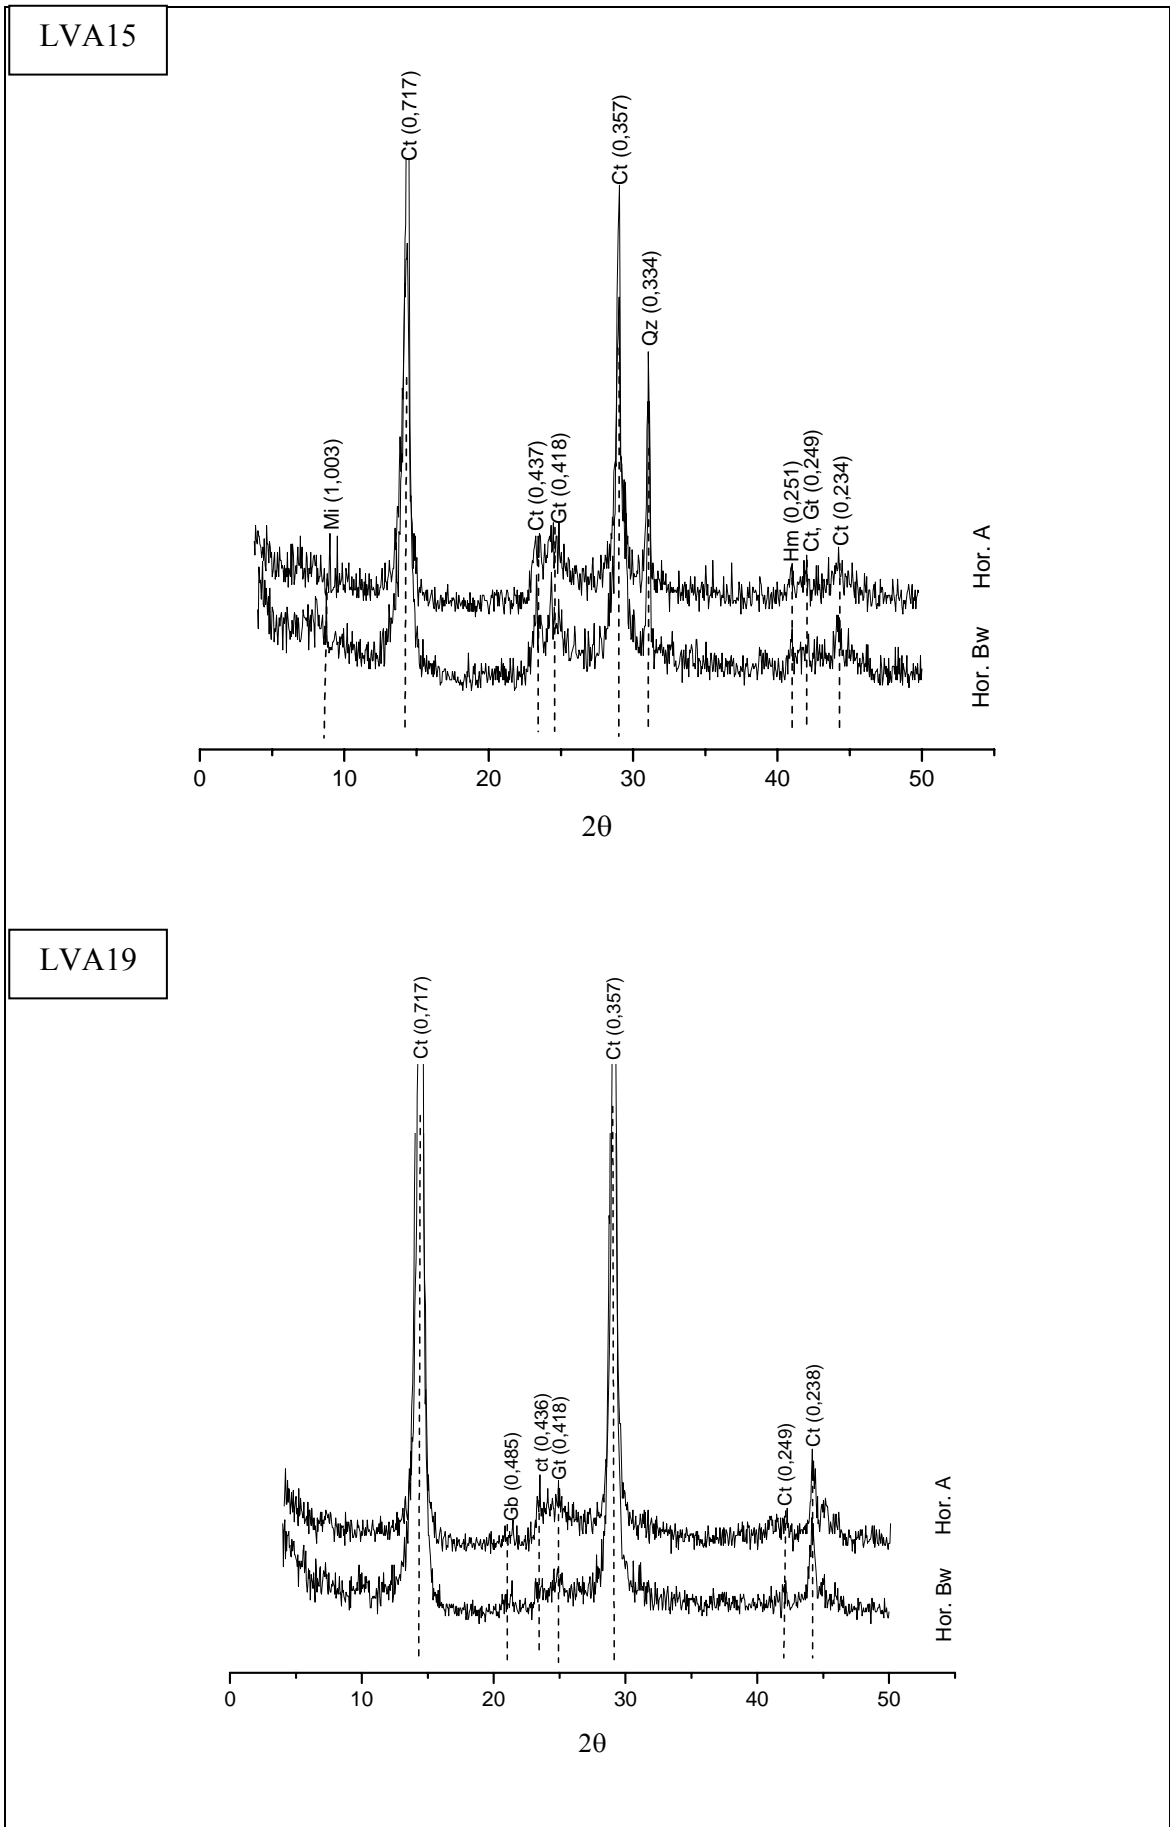 LVA15
Ct (0,717)
Ct (0,357)
Qz (0,334)
Mi (1,003)
Ct (0,437)
Gt (0,418)
Hm (0,251)
Ct, Gt (0,249)
Ct (0,234)
Hor. A
Hor. Bw
0 10 20 30 40 50
2θ
LVA19
Ct (0,717)
Ct (0,357)
Gb (0,485)
ct (0,436)
Gt (0,418)
Ct (0,249)
Ct (0,238)
Hor. A
Hor. Bw
0 10 20 30 40 50
2θ